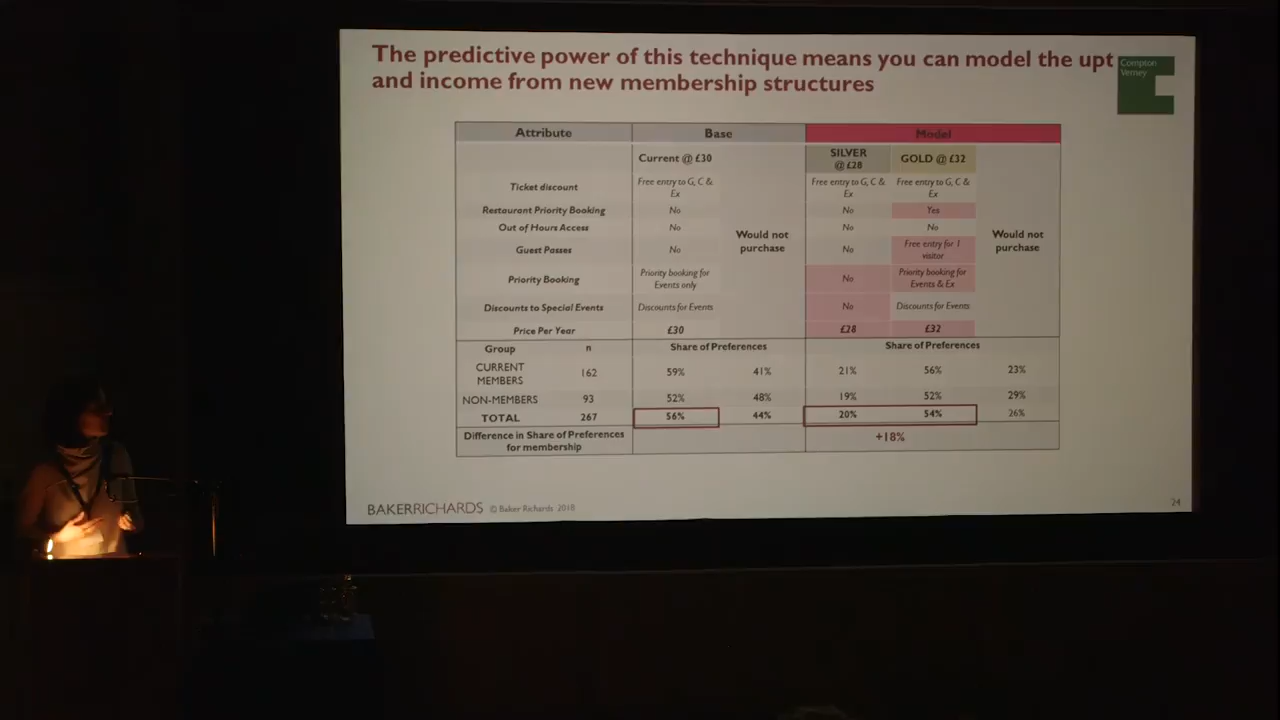 The predictive power of this technique means you can model the upt
and income from new membership structures
Compton
Verney
Attribute Base Model
Current @ £30 SILVER @ £28 GOLD @ £32
Ticket discount Free entry to G, C & Ex Free entry to G, C & Ex Free entry to G, C & Ex
Restaurant Priority Booking No No Yes
Out of Hours Access No No No
Would not purchase Would not purchase
Guest Passes No No Free entry for 1 visitor
Priority Booking Priority booking for Events only No Priority booking for Events & Ex
Discounts to Special Events Discounts for Events No Discounts for Events
Price Per Year £30 £28 £32
Group n Share of Preferences Share of Preferences
CURRENT MEMBERS 162 59% 41% 21% 56% 23%
NON-MEMBERS 93 52% 48% 19% 52% 29%
TOTAL 267 56% 44% 20% 54% 26%
Difference in Share of Preferences for membership +18%
BAKERRICHARDS © Baker Richards 2018
24